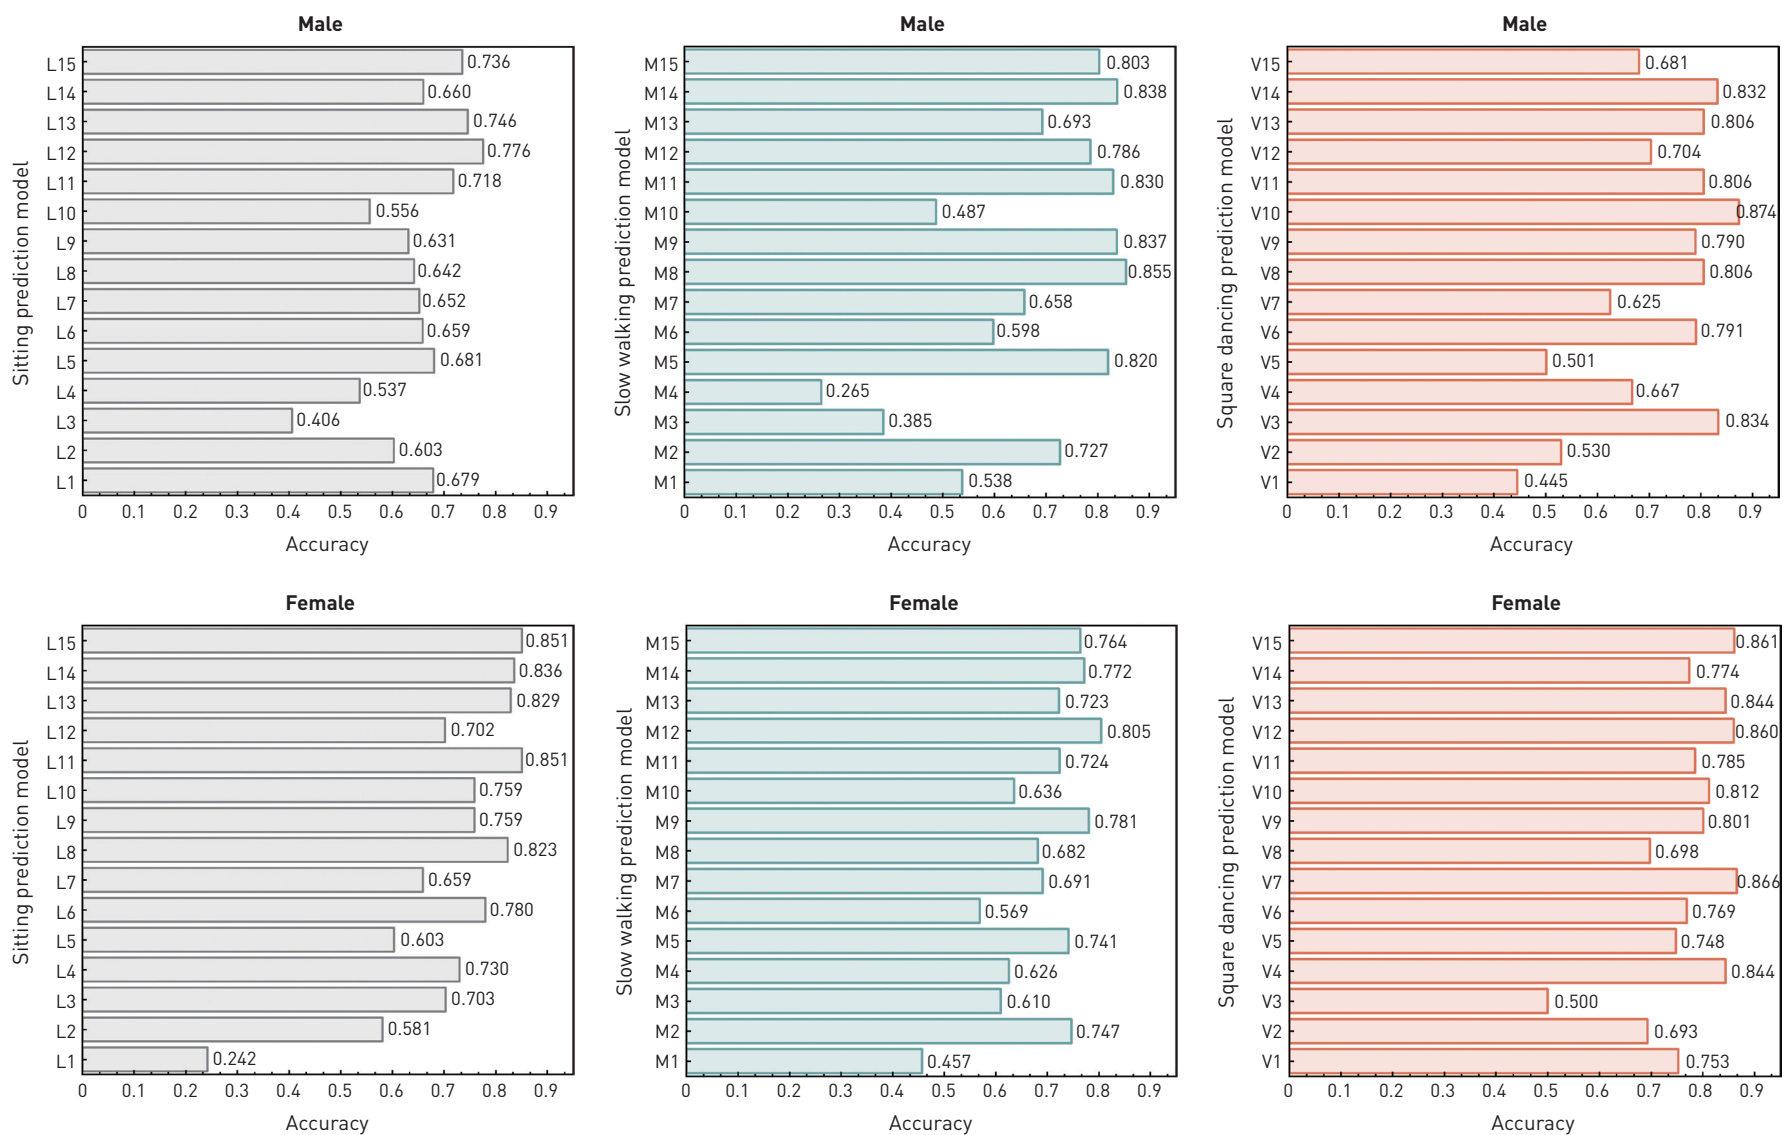 Male
Sitting prediction model
L15 0.736
L14 0.660
L13 0.746
L12 0.776
L11 0.718
L10 0.556
L9 0.631
L8 0.642
L7 0.652
L6 0.659
L5 0.681
L4 0.537
L3 0.406
L2 0.603
L1 0.679
0 0.1 0.2 0.3 0.4 0.5 0.6 0.7 0.8 0.9
Accuracy
Male
Slow walking prediction model
M15 0.803
M14 0.838
M13 0.693
M12 0.786
M11 0.830
M10 0.487
M9 0.837
M8 0.855
M7 0.658
M6 0.598
M5 0.820
M4 0.265
M3 0.385
M2 0.727
M1 0.538
0 0.1 0.2 0.3 0.4 0.5 0.6 0.7 0.8 0.9
Accuracy
Male
Square dancing prediction model
V15 0.681
V14 0.832
V13 0.806
V12 0.704
V11 0.806
V10 0.874
V9 0.790
V8 0.806
V7 0.625
V6 0.791
V5 0.501
V4 0.667
V3 0.834
V2 0.530
V1 0.445
0 0.1 0.2 0.3 0.4 0.5 0.6 0.7 0.8 0.9
Accuracy
Female
Sitting prediction model
L15 0.851
L14 0.836
L13 0.829
L12 0.702
L11 0.851
L10 0.759
L9 0.759
L8 0.823
L7 0.659
L6 0.780
L5 0.603
L4 0.730
L3 0.703
L2 0.581
L1 0.242
0 0.1 0.2 0.3 0.4 0.5 0.6 0.7 0.8 0.9
Accuracy
Female
Slow walking prediction model
M15 0.764
M14 0.772
M13 0.723
M12 0.805
M11 0.724
M10 0.636
M9 0.781
M8 0.682
M7 0.691
M6 0.569
M5 0.741
M4 0.626
M3 0.610
M2 0.747
M1 0.457
0 0.1 0.2 0.3 0.4 0.5 0.6 0.7 0.8 0.9
Accuracy
Female
Square dancing prediction model
V15 0.861
V14 0.774
V13 0.844
V12 0.860
V11 0.785
V10 0.812
V9 0.801
V8 0.698
V7 0.866
V6 0.769
V5 0.748
V4 0.844
V3 0.500
V2 0.693
V1 0.753
0 0.1 0.2 0.3 0.4 0.5 0.6 0.7 0.8 0.9
Accuracy